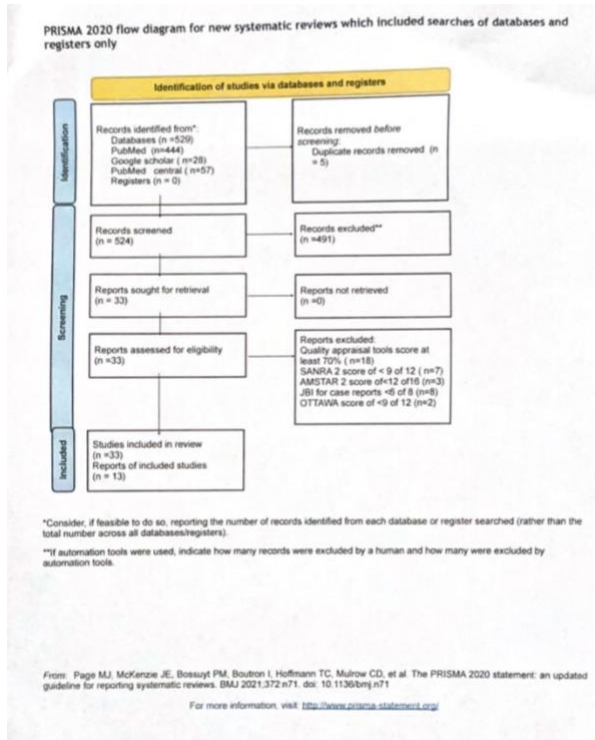 PRISMA 2020 flow diagram for new systematic reviews which included searches of databases and
registers only
Identification of studies via databases and registers
Identification
Records identified from*:
Databases (n =529)
PubMed (n=444)
Google scholar ( n=28)
PubMed central ( n=57)
Registers (n = 0)
Records removed before
screening:
Duplicate records removed (n
= 5)
Screening
Records screened
(n = 524)
Records excluded**
(n =491)
Reports sought for retrieval
(n = 33)
Reports not retrieved
(n =0)
Reports assessed for eligibility
(n =33)
Reports excluded:
Quality appraisal tools score at
least 70% ( n=18)
SANRA 2 score of < 9 of 12 ( n=7)
AMSTAR 2 score of<12 of16 (n=3)
JBI for case reports <6 of 8 (n=8)
OTTAWA score of <9 of 12 (n=2)
Included
Studies included in review
(n =33)
Reports of included studies
(n = 13)
*Consider, if feasible to do so, reporting the number of records identified from each database or register searched (rather than the
total number across all databases/registers).
**If automation tools were used, indicate how many records were excluded by a human and how many were excluded by
automation tools.
From: Page MJ, McKenzie JE, Bossuyt PM, Boutron I, Hoffmann TC, Mulrow CD, et al. The PRISMA 2020 statement: an updated
guideline for reporting systematic reviews. BMJ 2021;372:n71. doi: 10.1136/bmj.n71
For more information, visit: http://www.prisma-statement.org/